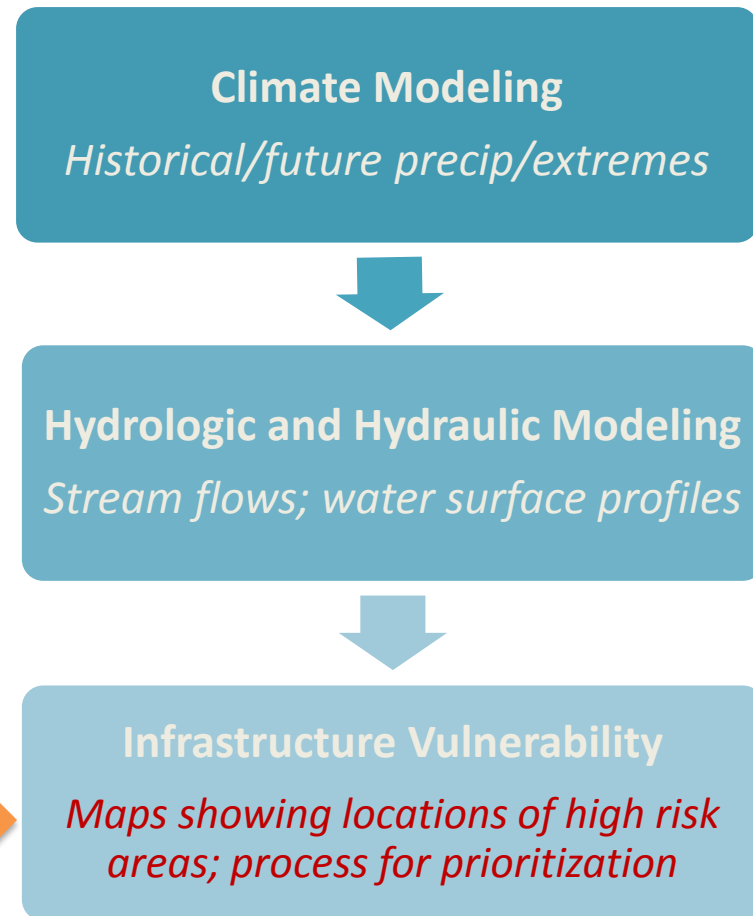 Climate Modeling
Historical/future precip/extremes
Hydrologic and Hydraulic Modeling
Stream flows; water surface profiles
Infrastructure Vulnerability
Maps showing locations of high risk
areas; process for prioritization